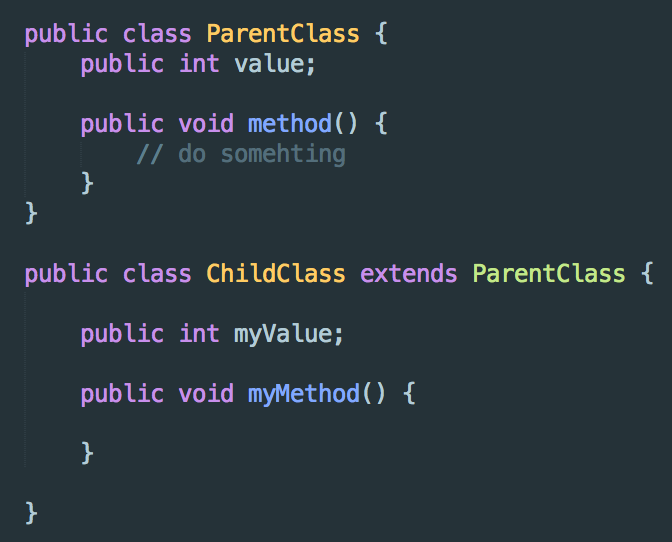 public class ParentClass {
    public int value;
    public void method() {
        // do somehting
    }
}
public class ChildClass extends ParentClass {
    public int myValue;
    public void myMethod() {
    }
}